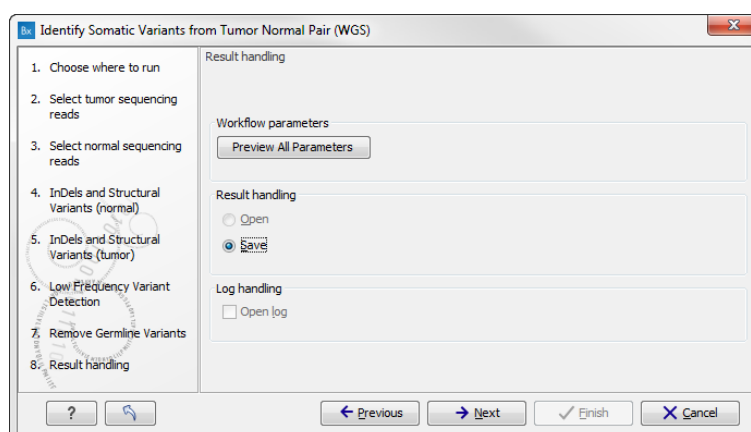 Bx Identify Somatic Variants from Tumor Normal Pair (WGS)
1. Choose where to run
2. Select tumor sequencing
reads
3. Select normal sequencing
reads
4. InDels and Structural
Variants (normal)
5. InDels and Structural
Variants (tumor)
6. Low Frequency Variant
Detection
7. Remove Germline Variants
8. Result handling
Result handling
Workflow parameters
Preview All Parameters
Result handling
Open
Save
Log handling
Open log
?
Previous
Next
Finish
Cancel